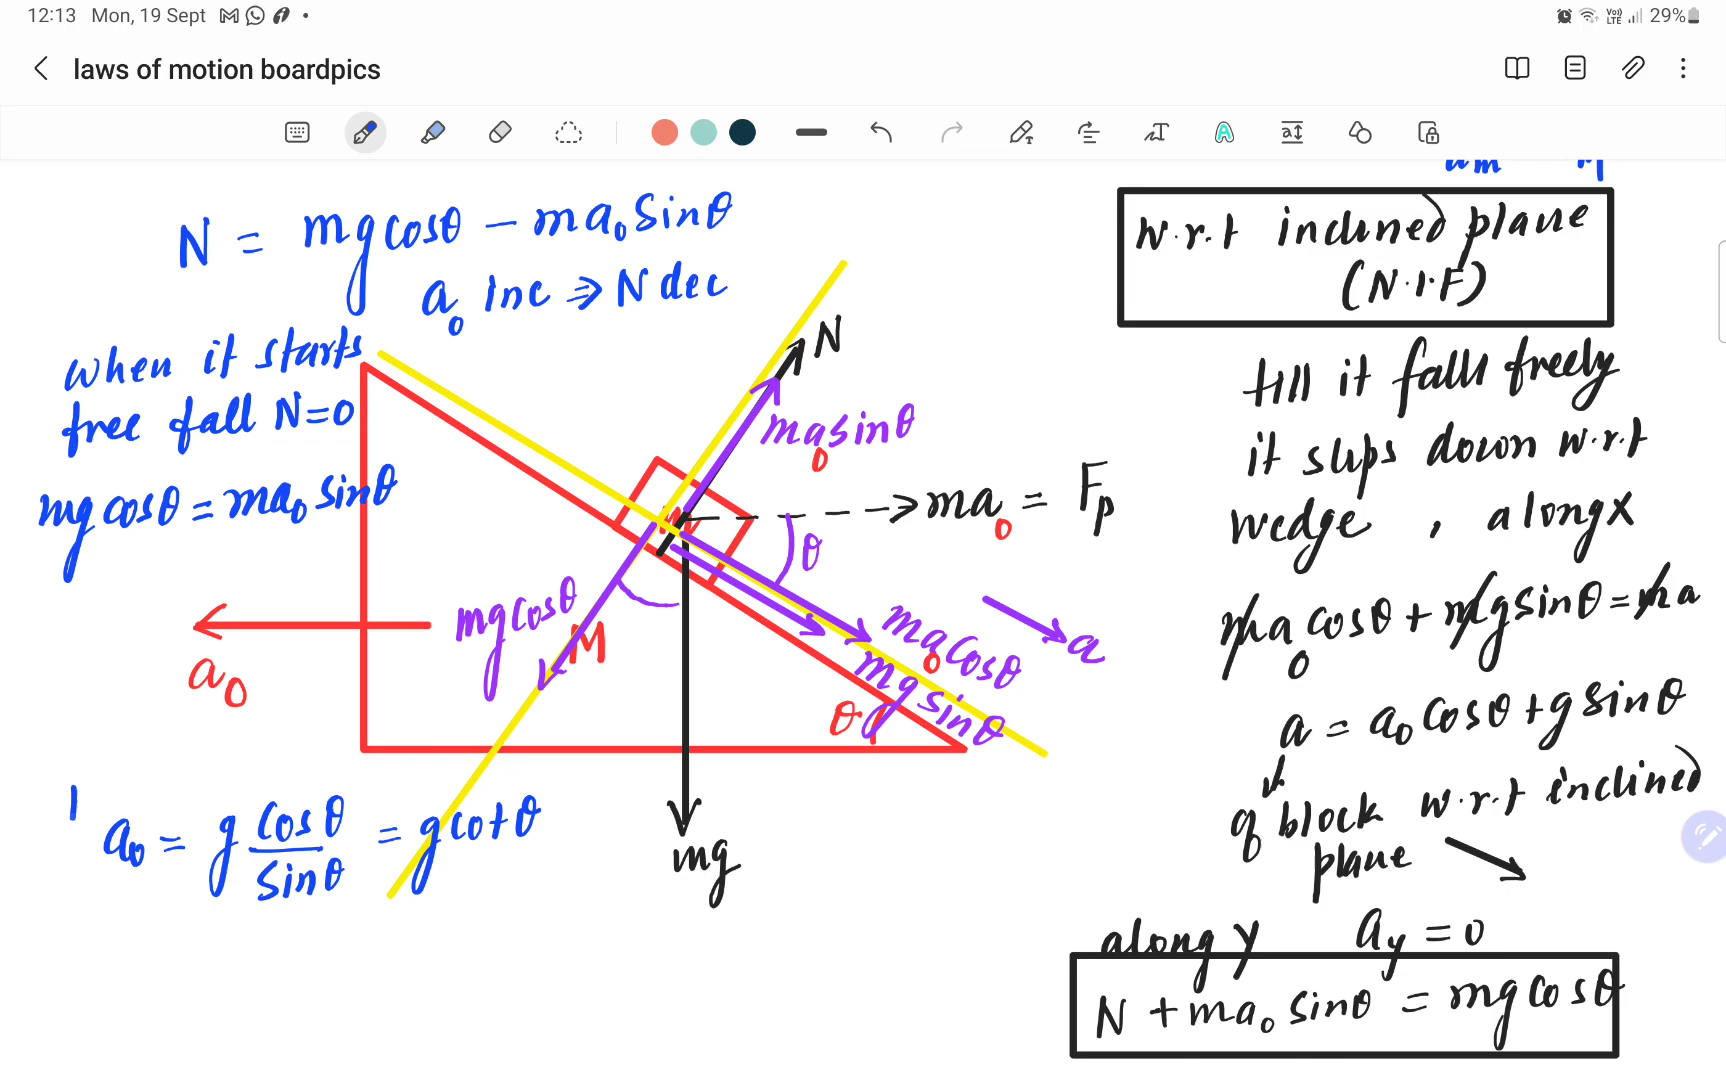 12:13 Mon, 19 Sept
Vo)) LTE 29%
laws of motion boardpics
N = mg cosθ - ma₀ sinθ
a₀ inc ⇒ N dec
when it starts
free fall N=0
mg cosθ = ma₀ sinθ
N
ma₀ sinθ
ma₀ = Fp
θ
mg cosθ
M
a₀
ma₀ cosθ
mg sinθ
a
θ
mg
a₀ = g cosθ/sinθ = g cotθ
w.r.t inclined plane
(N.I.F)
till it falls freely
it slips down w.r.t
wedge, along x
ma₀ cosθ + mg sinθ = ma
a = a₀ cosθ + g sinθ
of block w.r.t inclined
plane
along y ay = 0
N + ma₀ sinθ = mg cosθ